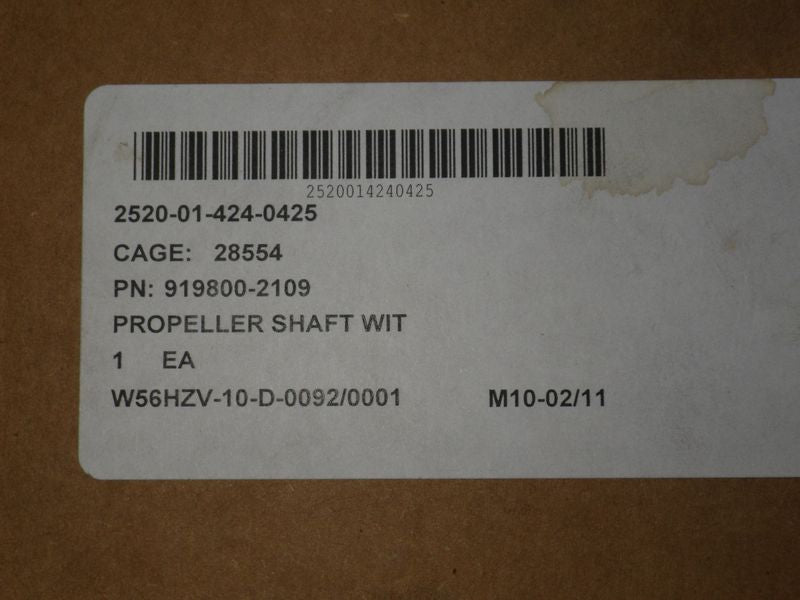 2520014240425
2520-01-424-0425
CAGE: 28554
PN: 919800-2109
PROPELLER SHAFT WIT
1 EA
W56HZV-10-D-0092/0001 M10-02/11